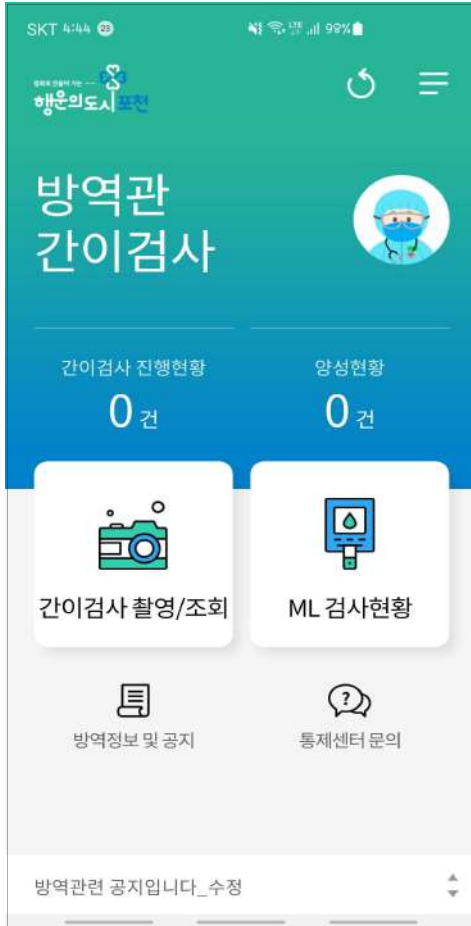 SKT 4:44 23
98%
행운의도시 포천
방역관
간이검사
간이검사 진행현황
양성현황
0 건
0 건
간이검사 촬영/조회
ML 검사현황
방역정보 및 공지
?
통제센터 문의
방역관련 공지입니다_수정